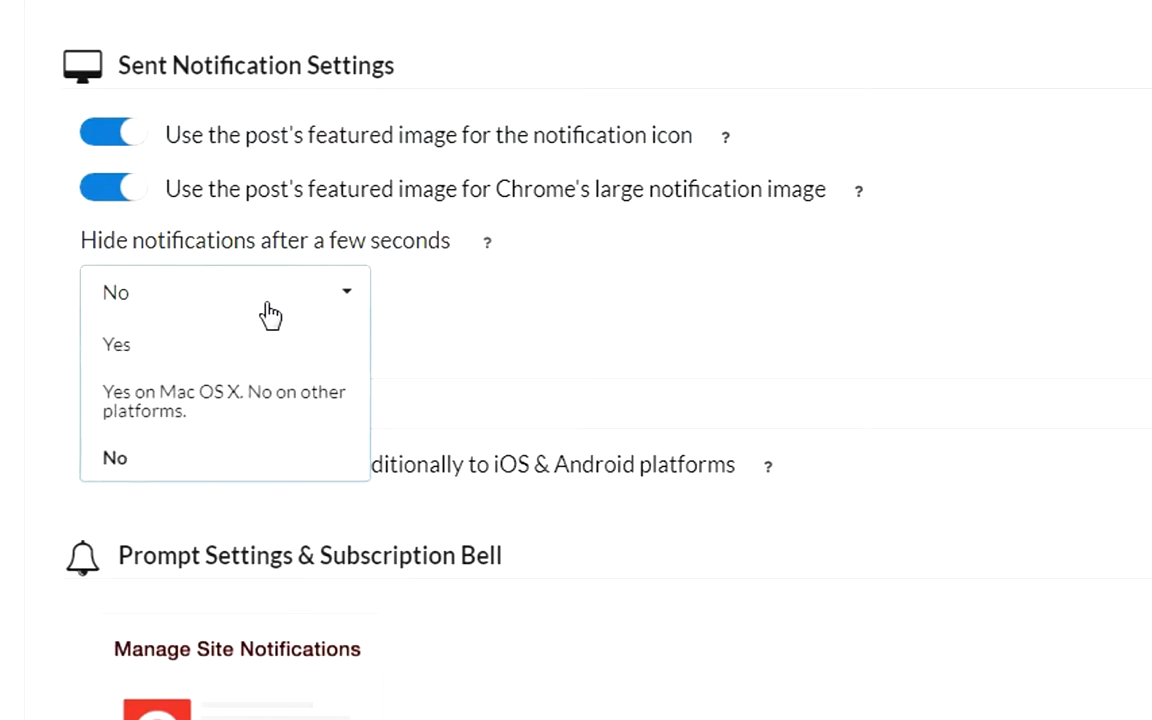 Sent Notification Settings
Use the post's featured image for the notification icon ?
Use the post's featured image for Chrome's large notification image ?
Hide notifications after a few seconds ?
No
Yes
Yes on Mac OS X. No on other
platforms.
No
ditionally to iOS & Android platforms ?
Prompt Settings & Subscription Bell
Manage Site Notifications